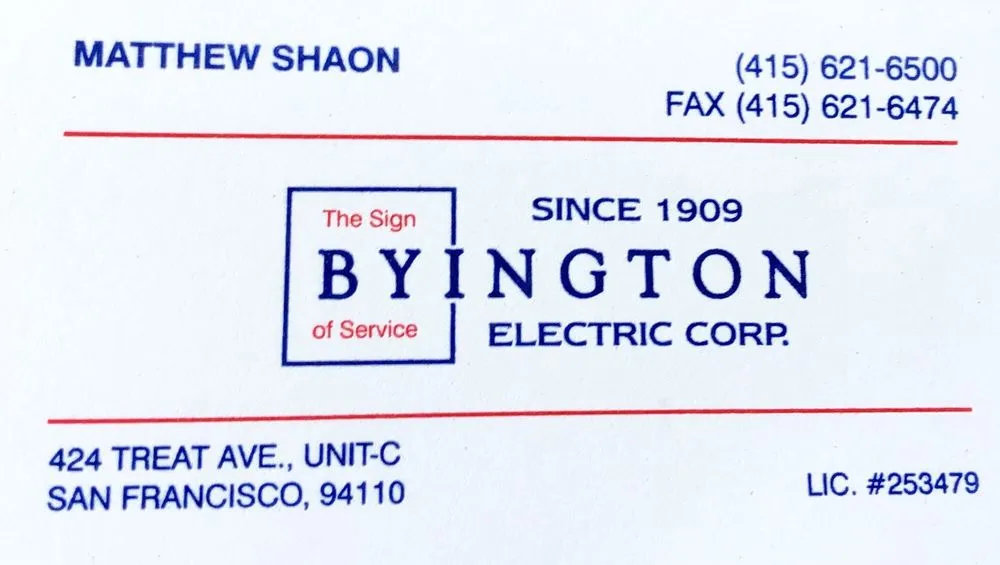 MATTHEW SHAON
(415) 621-6500
FAX (415) 621-6474
The Sign
SINCE 1909
BYINGTON
of Service
ELECTRIC CORP.
424 TREAT AVE., UNIT-C
SAN FRANCISCO, 94110
LIC. #253479